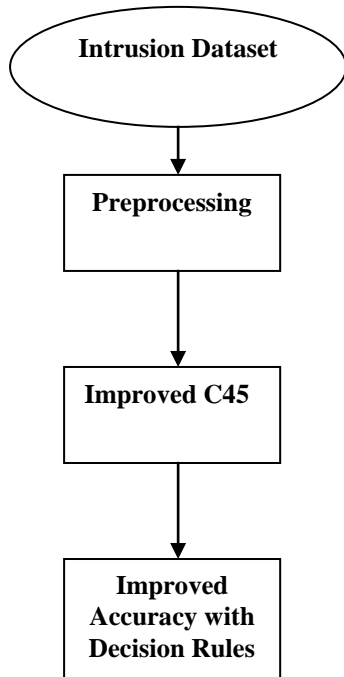 Intrusion Dataset
Preprocessing
Improved C45
Improved
Accuracy with
Decision Rules